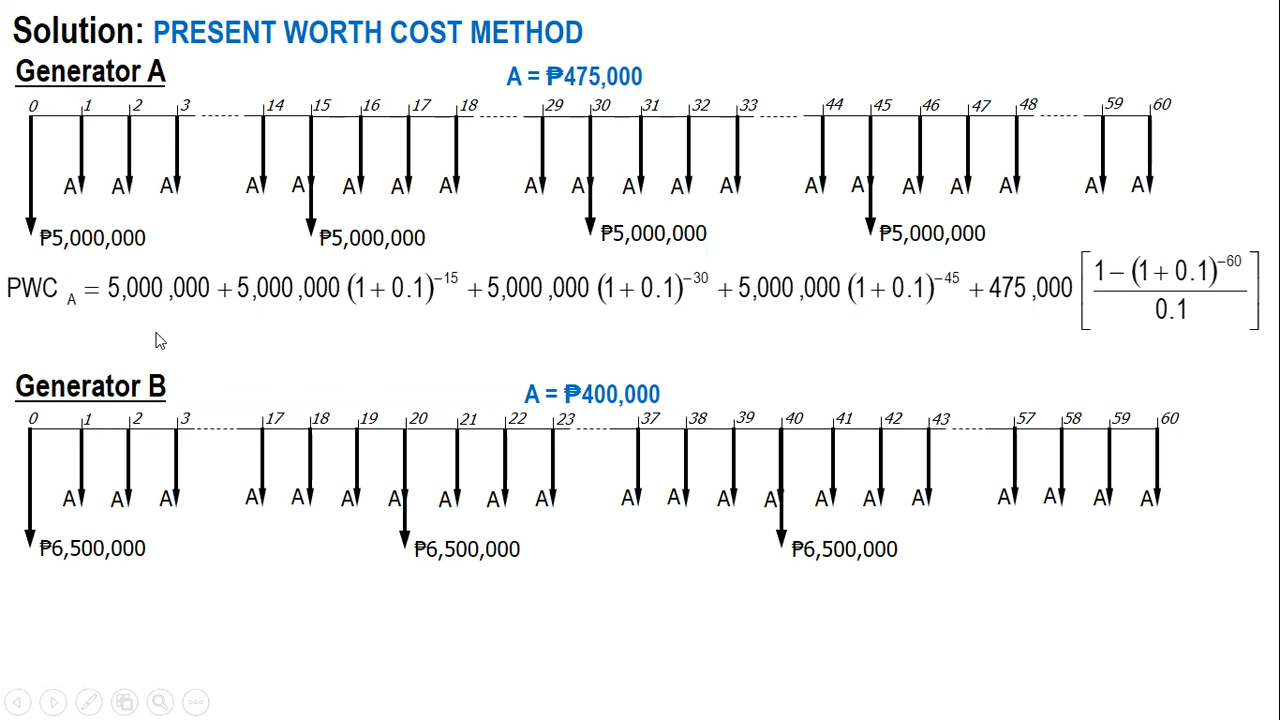 Solution: PRESENT WORTH COST METHOD
Generator A
A = ₱475,000
0 1 2 3 14 15 16 17 18 29 30 31 32 33 44 45 46 47 48 59 60
A A A A A A A A A A A A A A A A A A A A
₱5,000,000 ₱5,000,000 ₱5,000,000 ₱5,000,000
PWC A = 5,000,000 + 5,000,000 (1 + 0.1)^−15 + 5,000,000 (1 + 0.1)^−30 + 5,000,000 (1 + 0.1)^−45 + 475,000 [ (1 − (1 + 0.1)^−60) / 0.1 ]
Generator B
A = ₱400,000
0 1 2 3 17 18 19 20 21 22 23 37 38 39 40 41 42 43 57 58 59 60
A A A A A A A A A A A A A A A A A A A A A
₱6,500,000 ₱6,500,000 ₱6,500,000